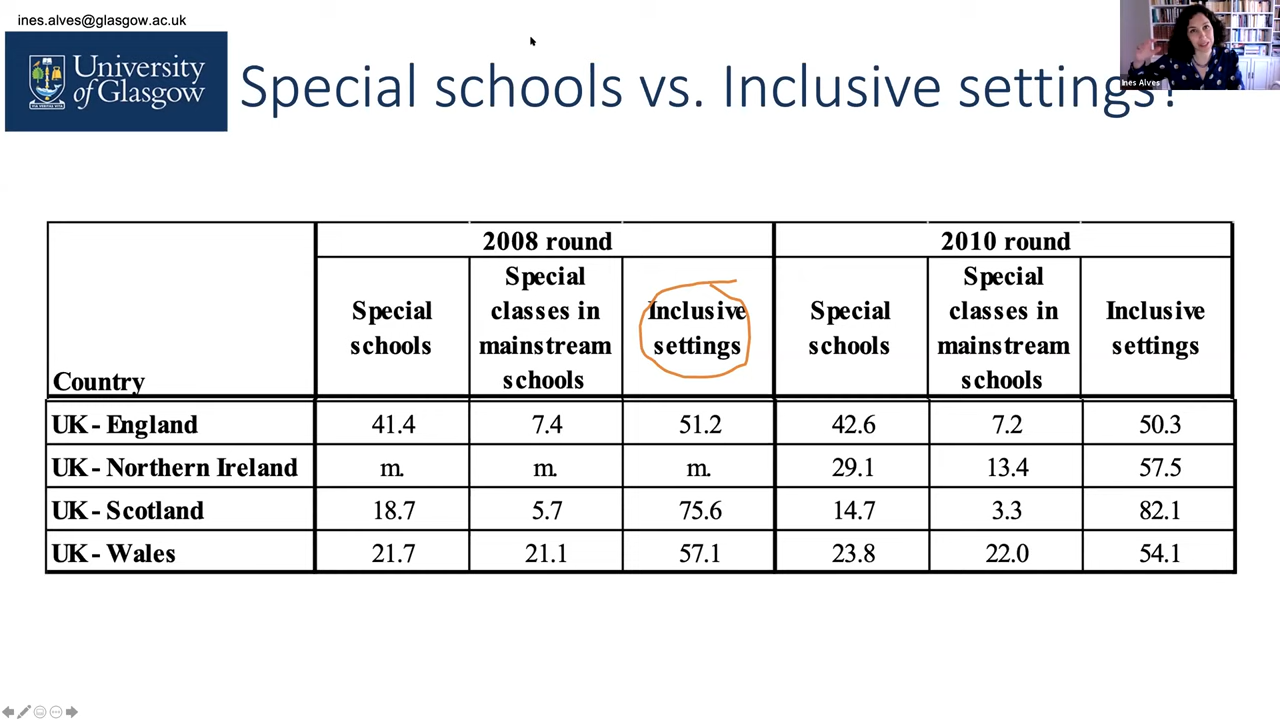 ines.alves@glasgow.ac.uk
University
of Glasgow
Special schools vs. Inclusive settings?
Ines Alves
2008 round
2010 round
Country
Special
schools
Special
classes in
mainstream
schools
Inclusive
settings
Special
schools
Special
classes in
mainstream
schools
Inclusive
settings
UK - England 41.4 7.4 51.2 42.6 7.2 50.3
UK - Northern Ireland m. m. m. 29.1 13.4 57.5
UK - Scotland 18.7 5.7 75.6 14.7 3.3 82.1
UK - Wales 21.7 21.1 57.1 23.8 22.0 54.1